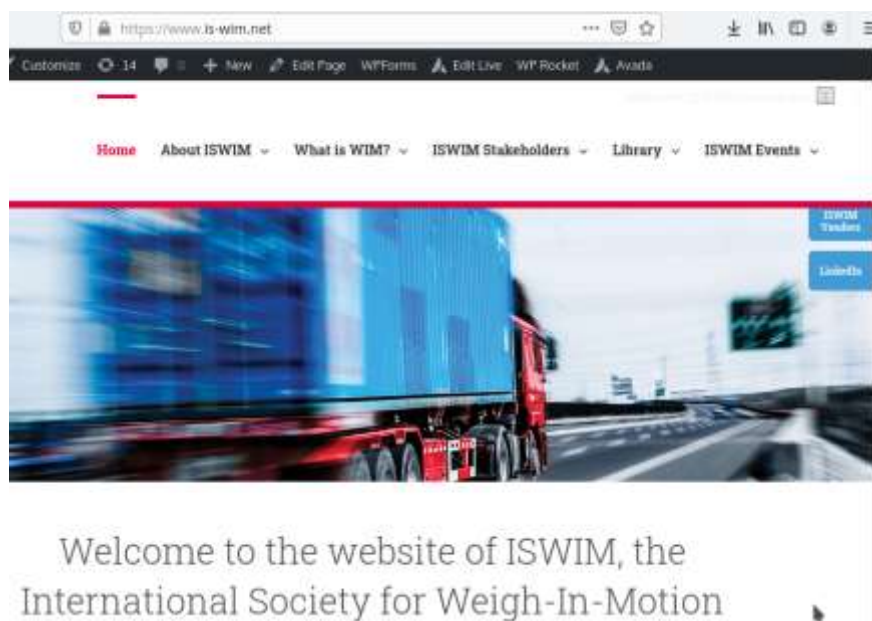 https://www.is-wim.net
Customize 14 New Edit Page WPForms Edit Live WP Rocket Avada
Home About ISWIM What is WIM? ISWIM Stakeholders Library ISWIM Events
ISWIM
Vendors
LinkedIn
Welcome to the website of ISWIM, the
International Society for Weigh-In-Motion